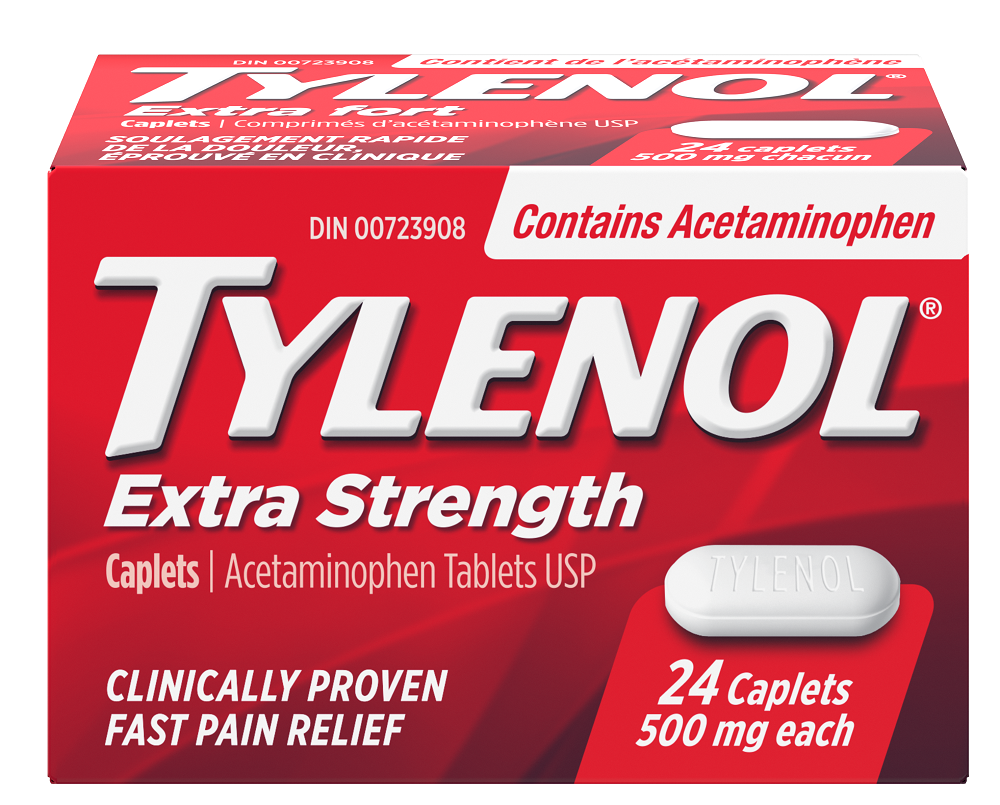 DIN 00723908
Contient de l'acétaminophène
TYLENOL®
Extra fort
Caplets | Comprimés d'acétaminophène USP
SOULAGEMENT RAPIDE
DE LA DOULEUR,
ÉPROUVÉ EN CLINIQUE
24 caplets
500 mg chacun
DIN 00723908
Contains Acetaminophen
TYLENOL®
Extra Strength
Caplets | Acetaminophen Tablets USP
TYLENOL
CLINICALLY PROVEN
FAST PAIN RELIEF
24 Caplets
500 mg each